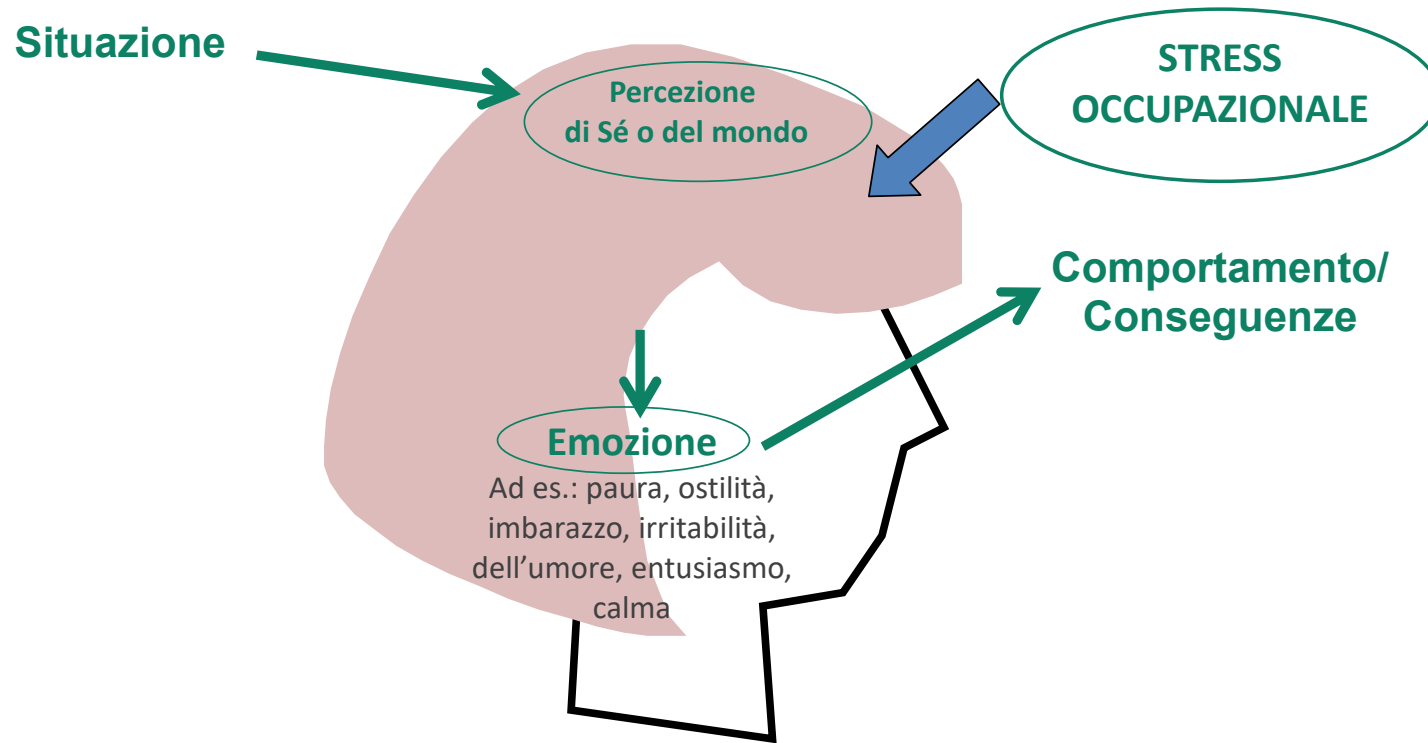 Situazione
Percezione
di Sé o del mondo
STRESS
OCCUPAZIONALE
Comportamento/
Conseguenze
Emozione
Ad es.: paura, ostilità,
imbarazzo, irritabilità,
dell’umore, entusiasmo,
calma